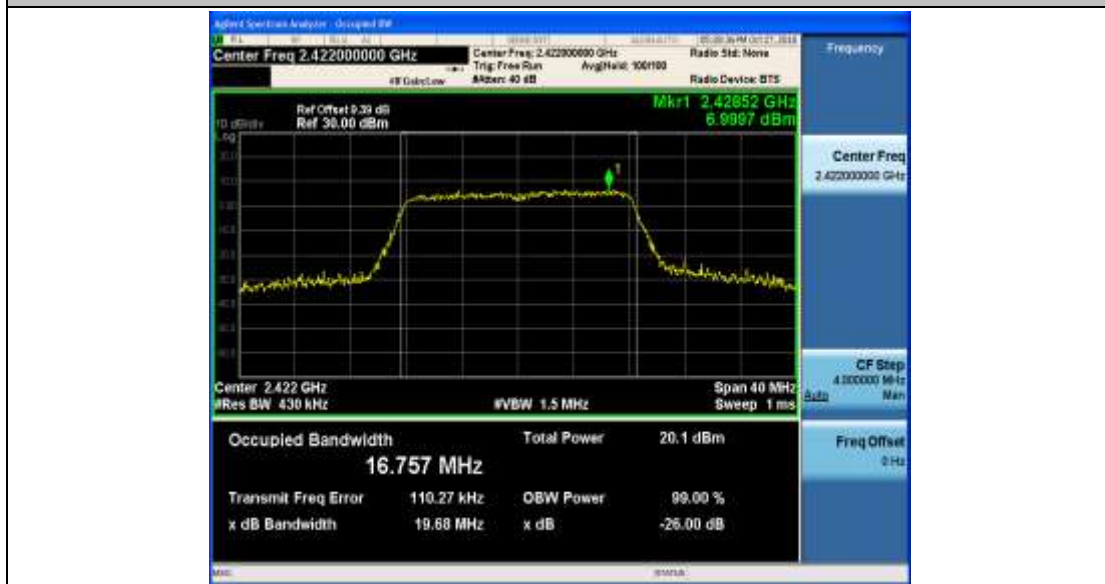 Agilent Spectrum Analyzer - Occupied BW
Center Freq 2.422000000 GHz
Center Freq: 2.422000000 GHz
Radio Std: None
Trig: Free Run
Avg|Hold: 100/100
#IFGain:Low
#Atten: 40 dB
Radio Device: BTS
Frequency
Ref Offset 9.39 dB
Mkr1 2.42852 GHz
10 dB/div
Ref 30.00 dBm
6.9997 dBm
Log
1
Center Freq
2.422000000 GHz
Center 2.422 GHz
Span 40 MHz
#Res BW 430 kHz
#VBW 1.5 MHz
Sweep 1 ms
CF Step
4.000000 MHz
Auto
Man
Occupied Bandwidth
Total Power
20.1 dBm
16.757 MHz
Freq Offset
0 Hz
Transmit Freq Error
110.27 kHz
OBW Power
99.00 %
x dB Bandwidth
19.68 MHz
x dB
-26.00 dB
MSG
STATUS